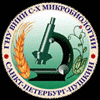 ГНУ ВНИИ С-Х МИКРОБИОЛОГИИ
САНКТ-ПЕТЕРБУРГ-ПУШКИН